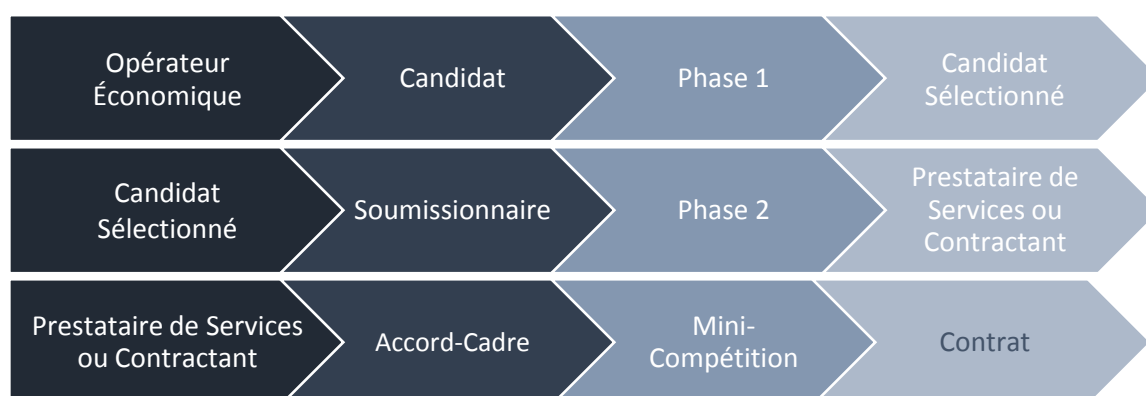 Opérateur
Économique
Candidat
Phase 1
Candidat
Sélectionné
Candidat
Sélectionné
Soumissionnaire
Phase 2
Prestataire de
Services ou
Contractant
Prestataire de Services
ou Contractant
Accord-Cadre
Mini-
Compétition
Contrat